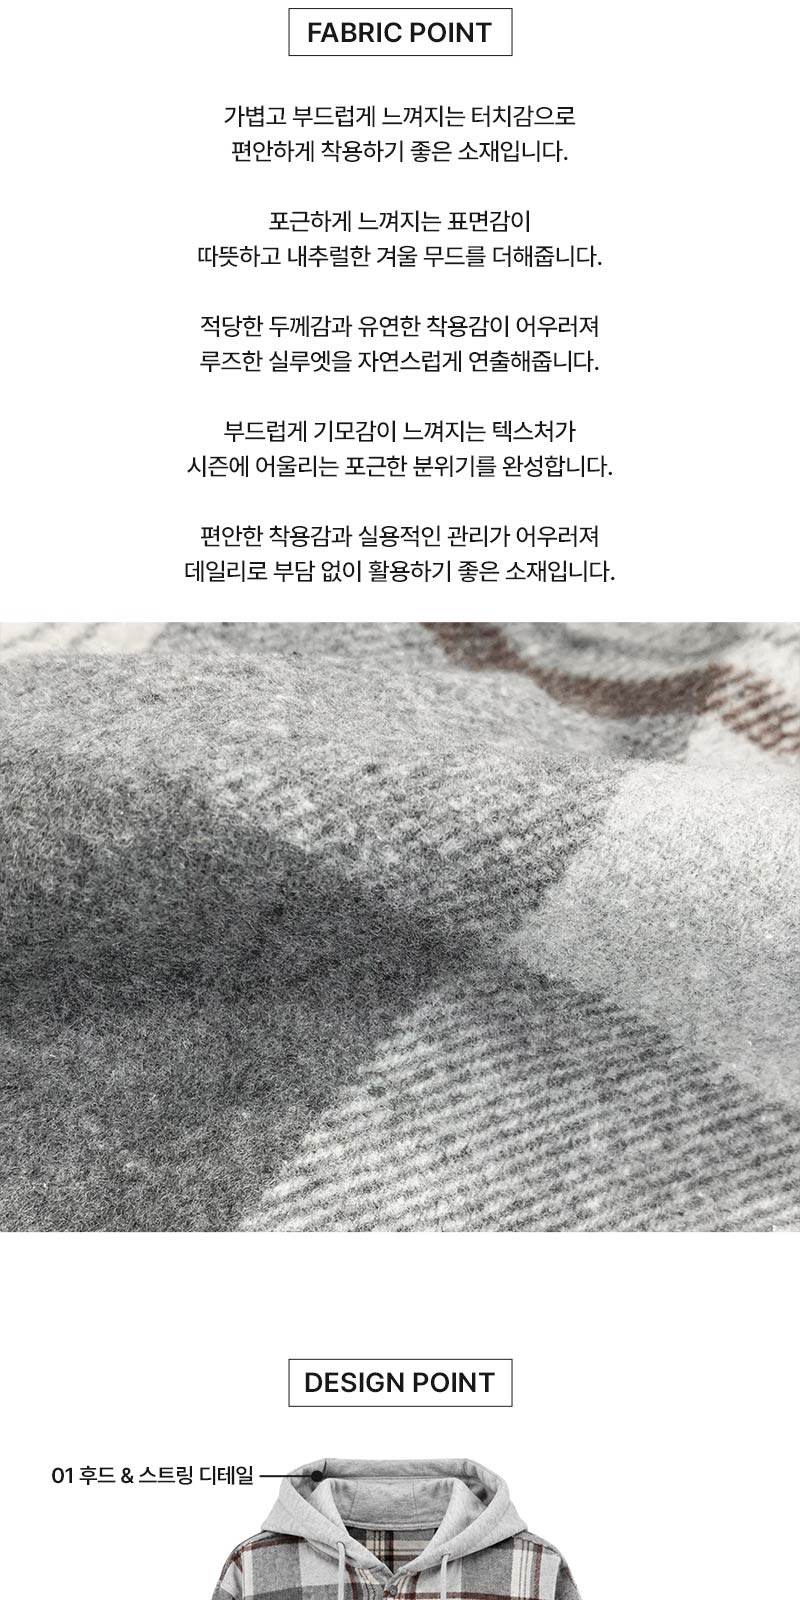 FABRIC POINT
가볍고 부드럽게 느껴지는 터치감으로
편안하게 착용하기 좋은 소재입니다.
포근하게 느껴지는 표면감이
따뜻하고 내추럴한 겨울 무드를 더해줍니다.
적당한 두께감과 유연한 착용감이 어우러져
루즈한 실루엣을 자연스럽게 연출해줍니다.
부드럽게 기모감이 느껴지는 텍스처가
시즌에 어울리는 포근한 분위기를 완성합니다.
편안한 착용감과 실용적인 관리가 어우러져
데일리로 부담 없이 활용하기 좋은 소재입니다.
DESIGN POINT
01 후드 & 스트링 디테일